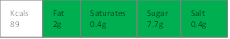 Kcals Fat Saturates Sugar Salt
89 2g 0.4g 7.7g 0.4g